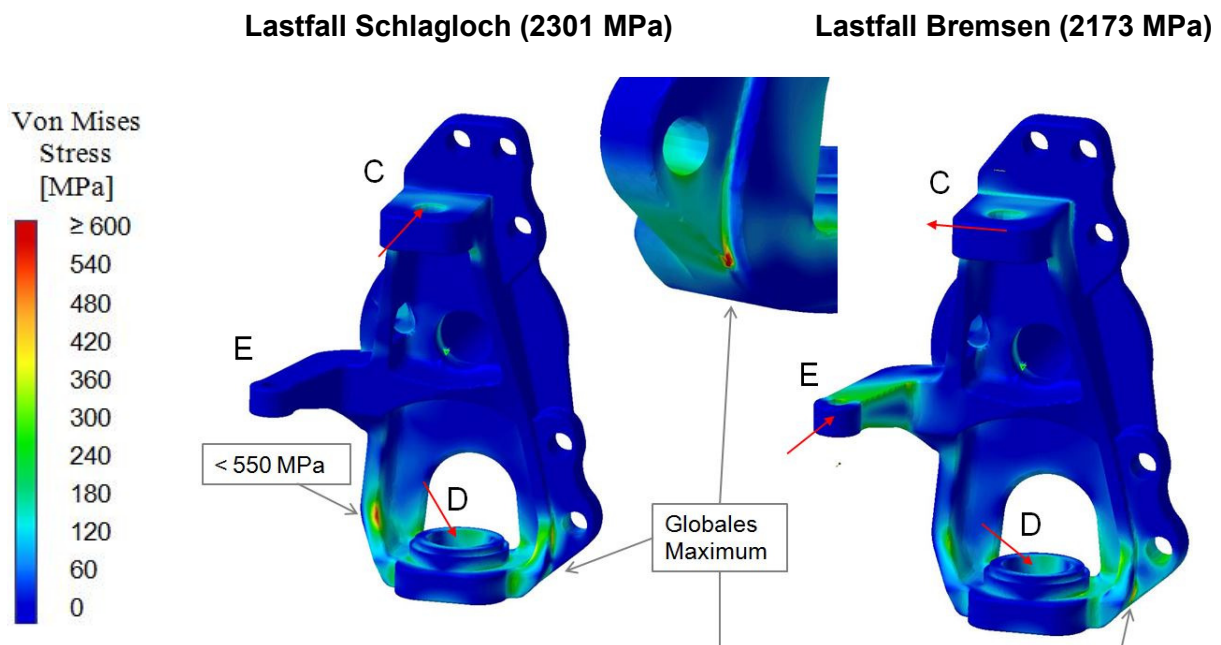 Lastfall Schlagloch (2301 MPa)
Lastfall Bremsen (2173 MPa)
Von Mises
Stress
[MPa]
≥ 600
540
480
420
360
300
240
180
120
60
0
C
E
< 550 MPa
D
Globales
Maximum
C
E
D